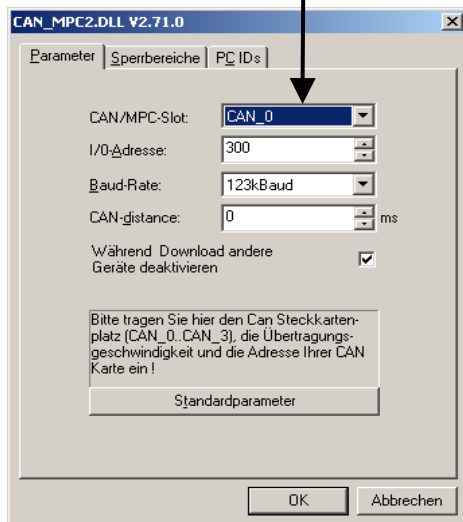 CAN_MPC2.DLL V2.71.0
Parameter Sperrbereiche PC IDs
CAN/MPC-Slot: CAN_0
I/0-Adresse: 300
Baud-Rate: 123kBaud
CAN-distance: 0 ms
Während Download andere
Geräte deaktivieren
Bitte tragen Sie hier den Can Steckkarten-
platz (CAN_0..CAN_3), die Übertragungs-
geschwindigkeit und die Adresse Ihrer CAN
Karte ein !
Standardparameter
OK Abbrechen